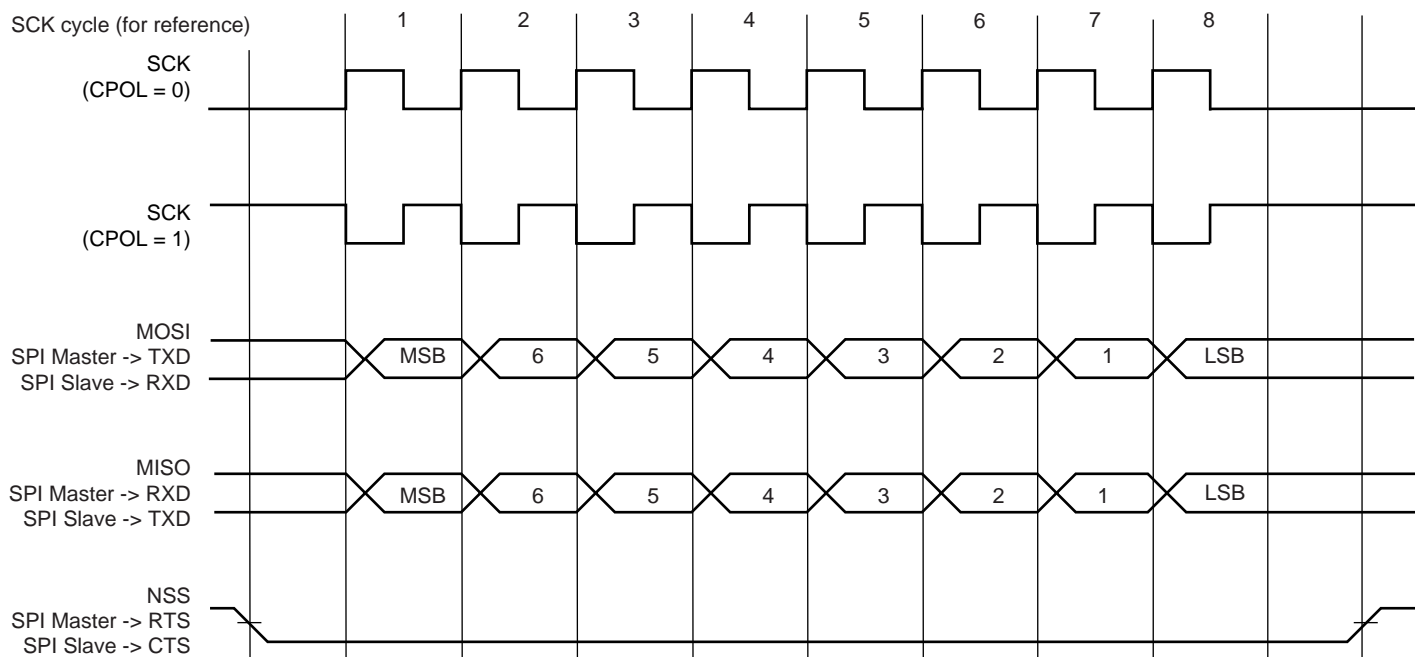 SCK cycle (for reference)
1 2 3 4 5 6 7 8
SCK
(CPOL = 0)
SCK
(CPOL = 1)
MOSI
SPI Master -> TXD
SPI Slave -> RXD
MSB 6 5 4 3 2 1 LSB
MISO
SPI Master -> RXD
SPI Slave -> TXD
MSB 6 5 4 3 2 1 LSB
NSS
SPI Master -> RTS
SPI Slave -> CTS